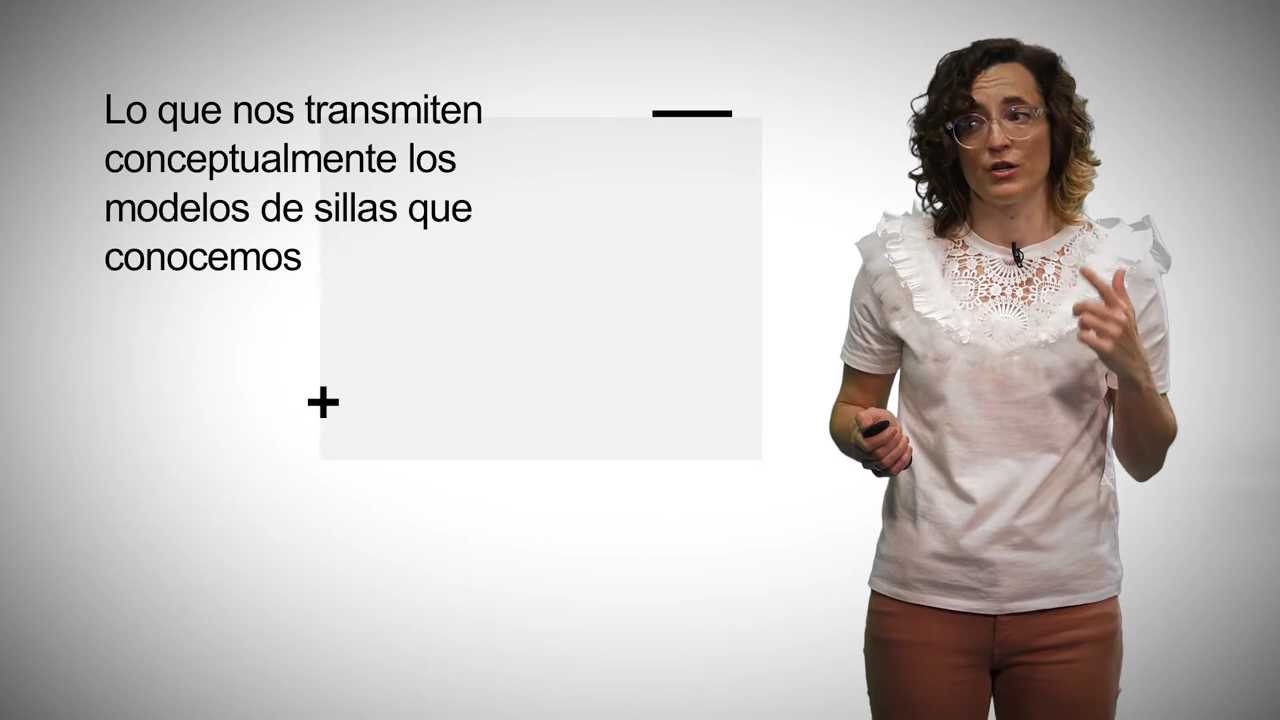 Lo que nos transmiten
conceptualmente los
modelos de sillas que
conocemos
+